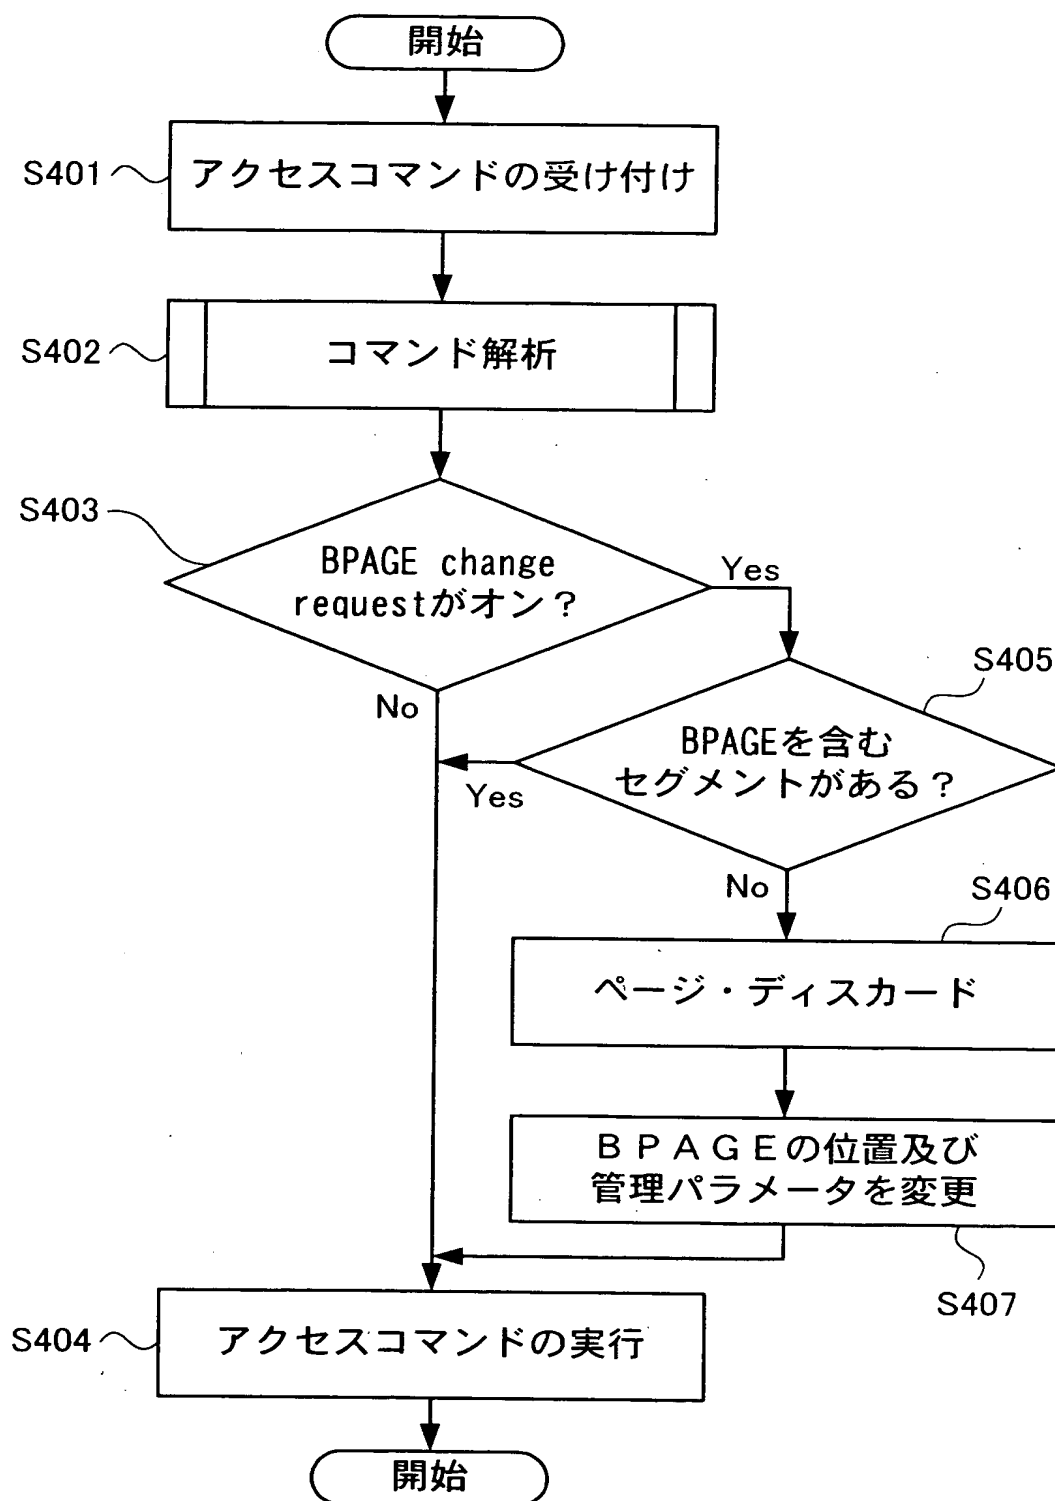 開始
S401
アクセスコマンドの受け付け
S402
コマンド解析
S403
BPAGE change
requestがオン？
Yes
No
S405
BPAGEを含む
セグメントがある？
Yes
No
S406
ページ・ディスカード
ＢＰＡＧＥの位置及び
管理パラメータを変更
S407
S404
アクセスコマンドの実行
開始